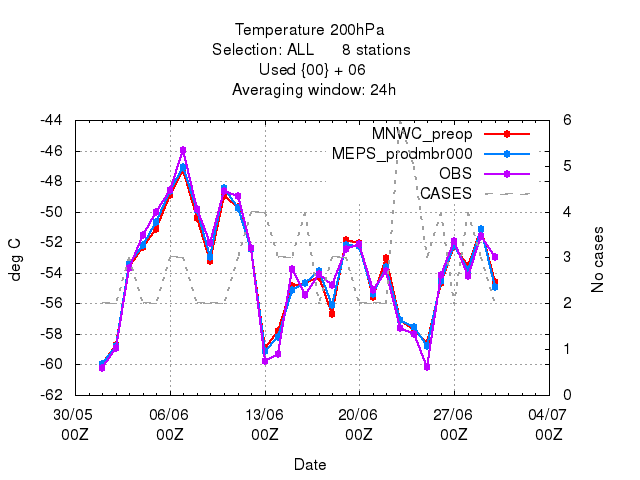 Temperature 200hPa
Selection: ALL 8 stations
Used {00} + 06
Averaging window: 24h
-44
-46
-48
-50
-52
-54
-56
-58
-60
-62
deg C
MNWC_preop
MEPS_prodmbr000
OBS
CASES
6
5
4
3
2
1
0
No cases
30/05 06/06 13/06 20/06 27/06 04/07
00Z 00Z 00Z 00Z 00Z 00Z
Date